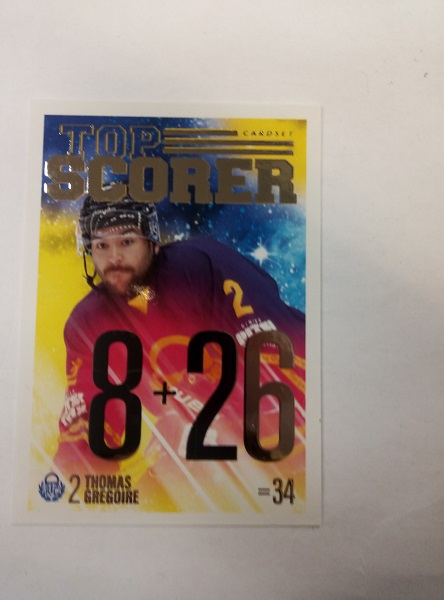 TOP
CARDSET
SCORER
2
8+26
2 THOMAS
GREGOIRE
=34